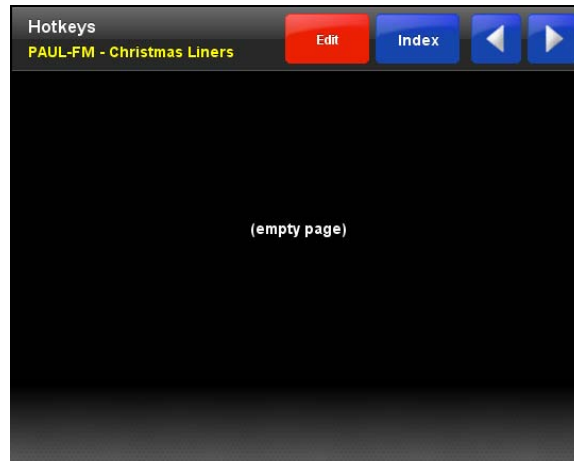 Hotkeys
PAUL-FM - Christmas Liners
Edit
Index
(empty page)